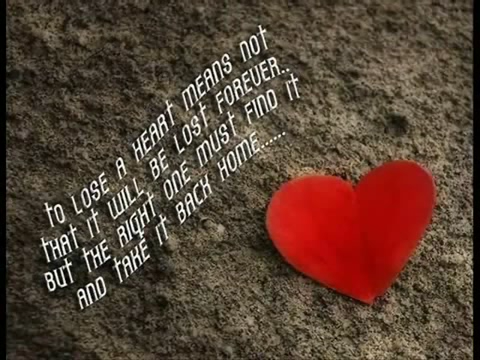 TO LOSE A HEART MEANS NOT
THAT IT WILL BE LOST FOREVER..
BUT THE RIGHT ONE MUST FIND IT
AND TAKE IT BACK HOME......